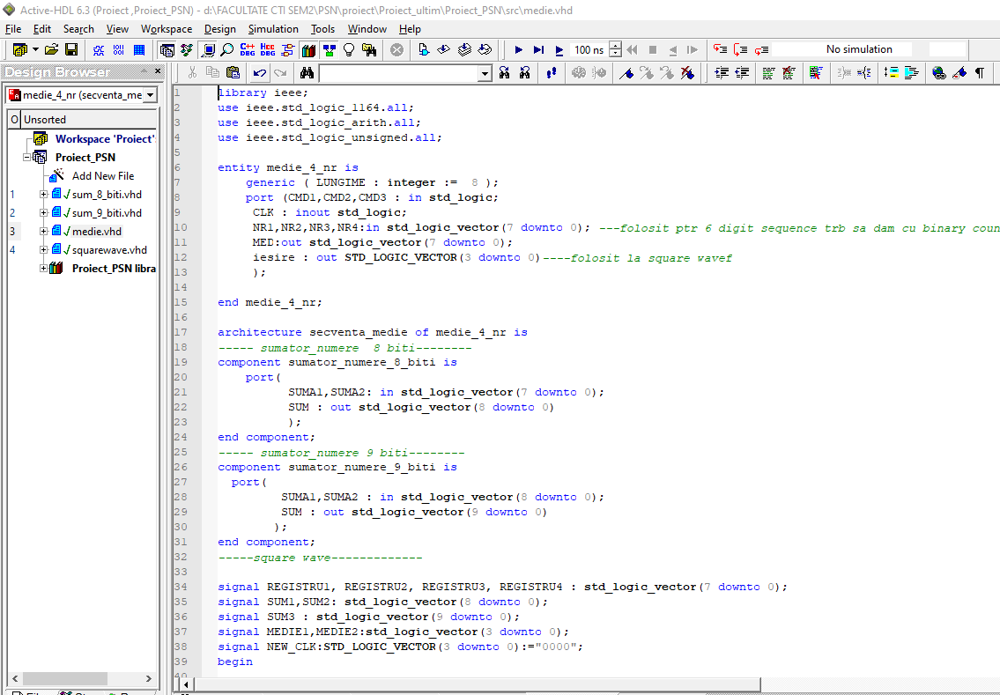 Active-HDL 6.3 (Project ,Project_PSN) - d:\FACULTATE CTI SEM2\PSN\proiect\Project_ultim\Project_PSN\src\medie.vhd
File Edit Search View Workspace Design Simulation Tools Window Help
C++ DBG DBG 100 ns No simulation
Design Browser
medie_4_nr (secventa_me
O Unsorted
Workspace 'Proiect'
Proiect_PSN
Add New File
1 sum_8_biti.vhd
2 sum_9_biti.vhd
3 medie.vhd
4 squarewave.vhd
Project_PSN libra
1 library ieee;
2 use ieee.std_logic_1164.all;
3 use ieee.std_logic_arith.all;
4 use ieee.std_logic_unsigned.all;
5
6 entity medie_4_nr is
7 generic ( LUNGIME : integer := 8 );
8 port (CMD1,CMD2,CMD3 : in std_logic;
9 CLK : inout std_logic;
10 NR1,NR2,NR3,NR4:in std_logic_vector(7 downto 0); ---folosit ptr 6 digit sequence trb sa dam cu binary coun
11 MED:out std_logic_vector(7 downto 0);
12 iesire : out STD_LOGIC_VECTOR(3 downto 0)----folosit la square wavef
13 );
14
15 end medie_4_nr;
16
17 architecture secventa_medie of medie_4_nr is
18 ----- sumator_numere 8 biti--------
19 component sumator_numere_8_biti is
20 port(
21 SUMA1,SUMA2: in std_logic_vector(7 downto 0);
22 SUM : out std_logic_vector(8 downto 0)
23 );
24 end component;
25 ----- sumator_numere 9 biti--------
26 component sumator_numere_9_biti is
27 port(
28 SUMA1,SUMA2 : in std_logic_vector(8 downto 0);
29 SUM : out std_logic_vector(9 downto 0)
30 );
31 end component;
32 -----square wave-------------
33
34 signal REGISTRU1, REGISTRU2, REGISTRU3, REGISTRU4 : std_logic_vector(7 downto 0);
35 signal SUM1,SUM2: std_logic_vector(8 downto 0);
36 signal SUM3 : std_logic_vector(9 downto 0);
37 signal MEDIE1,MEDIE2:std_logic_vector(3 downto 0);
38 signal NEW_CLK:STD_LOGIC_VECTOR(3 downto 0):="0000";
39 begin
40